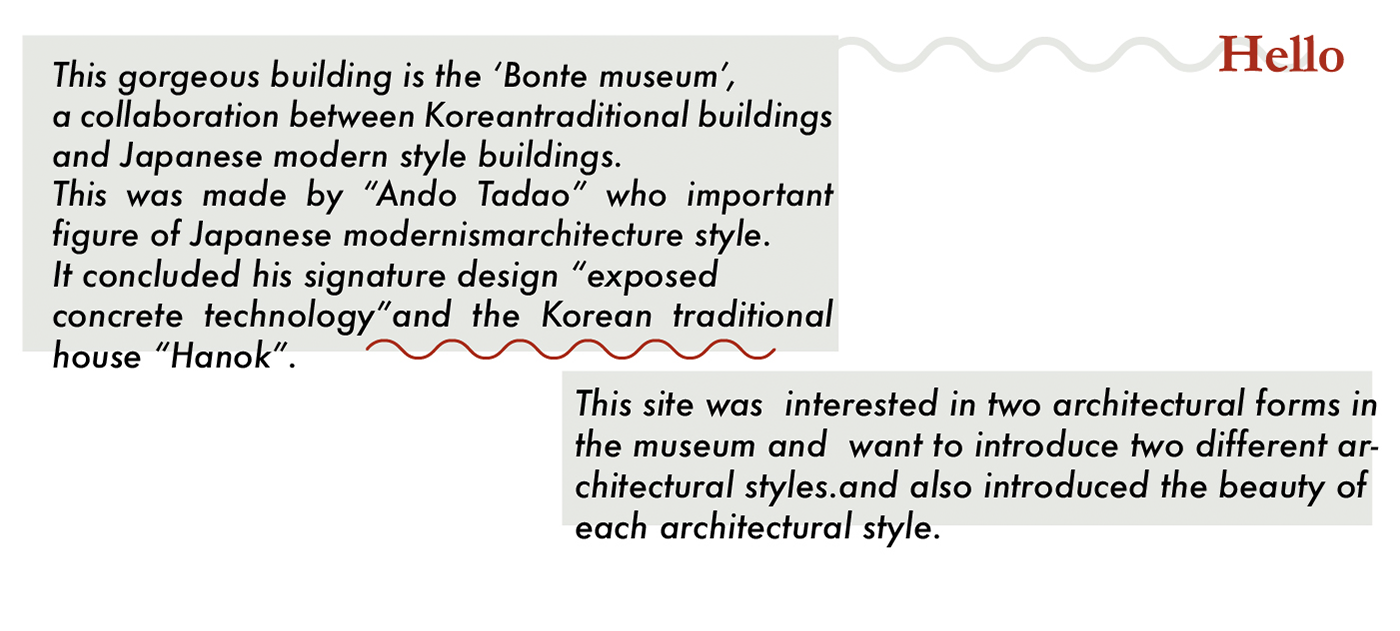 Hello
This gorgeous building is the ‘Bonte museum’,
a collaboration between Koreantraditional buildings
and Japanese modern style buildings.
This was made by “Ando Tadao” who important
figure of Japanese modernismarchitecture style.
It concluded his signature design “exposed
concrete technology”and the Korean traditional
house “Hanok”.
This site was interested in two architectural forms in
the museum and want to introduce two different ar-
chitectural styles.and also introduced the beauty of
each architectural style.